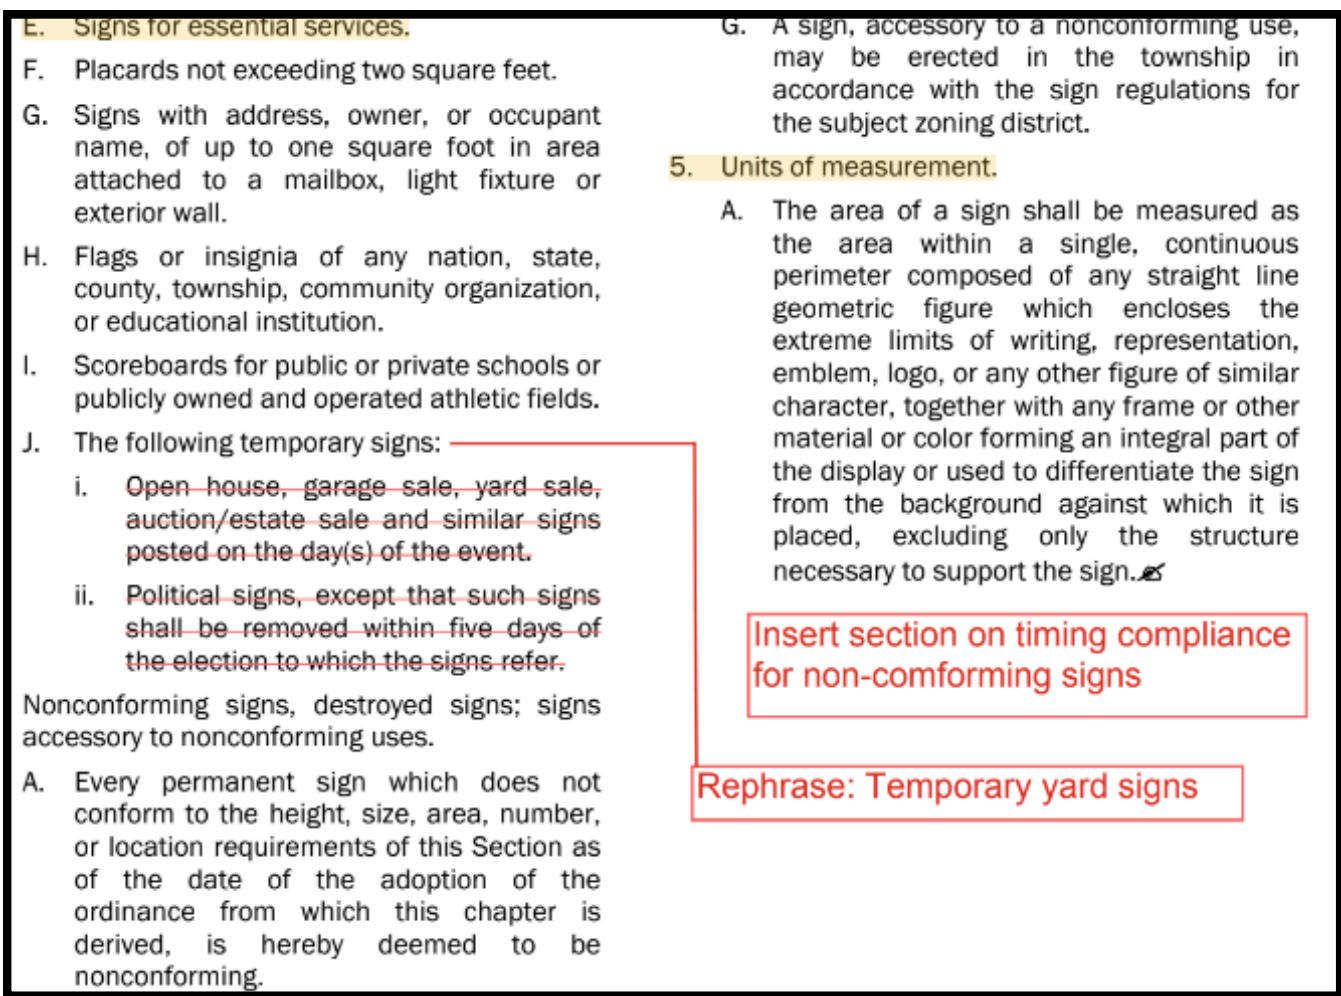 E. Signs for essential services.
F. Placards not exceeding two square feet.
G. Signs with address, owner, or occupant
name, of up to one square foot in area
attached to a mailbox, light fixture or
exterior wall.
H. Flags or insignia of any nation, state,
county, township, community organization,
or educational institution.
I. Scoreboards for public or private schools or
publicly owned and operated athletic fields.
J. The following temporary signs:
i. Open house, garage sale, yard sale,
auction/estate sale and similar signs
posted on the day(s) of the event.
ii. Political signs, except that such signs
shall be removed within five days of
the election to which the signs refer.
Nonconforming signs, destroyed signs; signs
accessory to nonconforming uses.
A. Every permanent sign which does not
conform to the height, size, area, number,
or location requirements of this Section as
of the date of the adoption of the
ordinance from which this chapter is
derived, is hereby deemed to be
nonconforming.
G. A sign, accessory to a nonconforming use,
may be erected in the township in
accordance with the sign regulations for
the subject zoning district.
5. Units of measurement.
A. The area of a sign shall be measured as
the area within a single, continuous
perimeter composed of any straight line
geometric figure which encloses the
extreme limits of writing, representation,
emblem, logo, or any other figure of similar
character, together with any frame or other
material or color forming an integral part of
the display or used to differentiate the sign
from the background against which it is
placed, excluding only the structure
necessary to support the sign.
Insert section on timing compliance
for non-comforming signs
Rephrase: Temporary yard signs